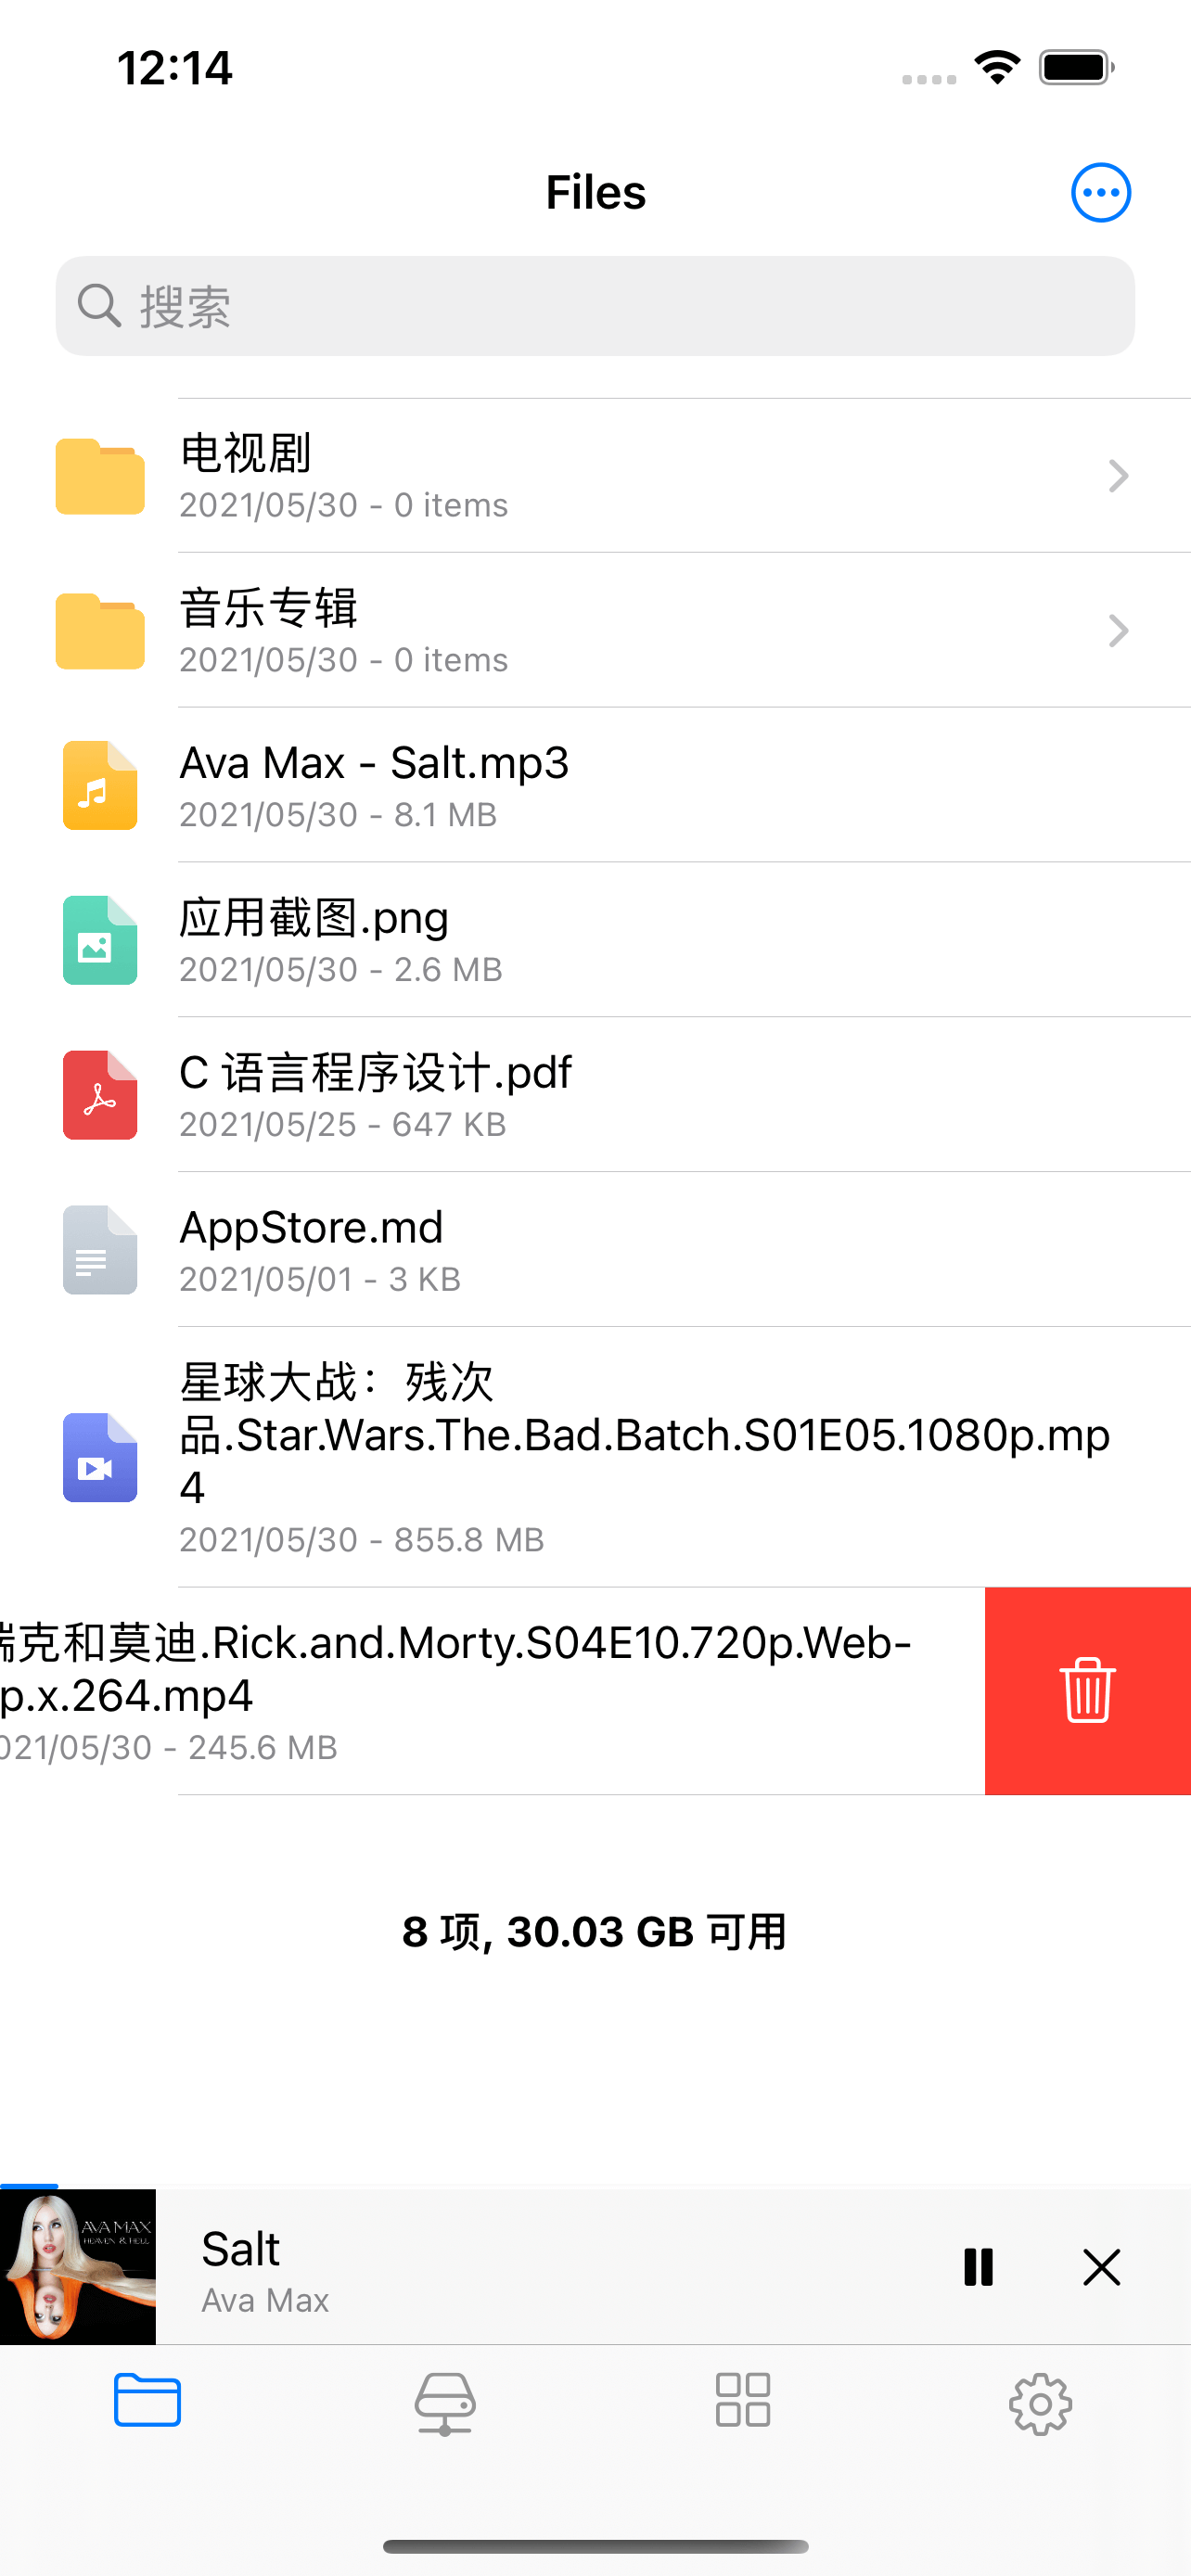 12:14
Files
搜索
电视剧
2021/05/30 - 0 items
音乐专辑
2021/05/30 - 0 items
Ava Max - Salt.mp3
2021/05/30 - 8.1 MB
应用截图.png
2021/05/30 - 2.6 MB
C 语言程序设计.pdf
2021/05/25 - 647 KB
AppStore.md
2021/05/01 - 3 KB
星球大战：残次
品.Star.Wars.The.Bad.Batch.S01E05.1080p.mp
4
2021/05/30 - 855.8 MB
瑞克和莫迪.Rick.and.Morty.S04E10.720p.Web-
p.x.264.mp4
021/05/30 - 245.6 MB
8 项, 30.03 GB 可用
AVA MAX
HEAVEN & HELL
Salt
Ava Max